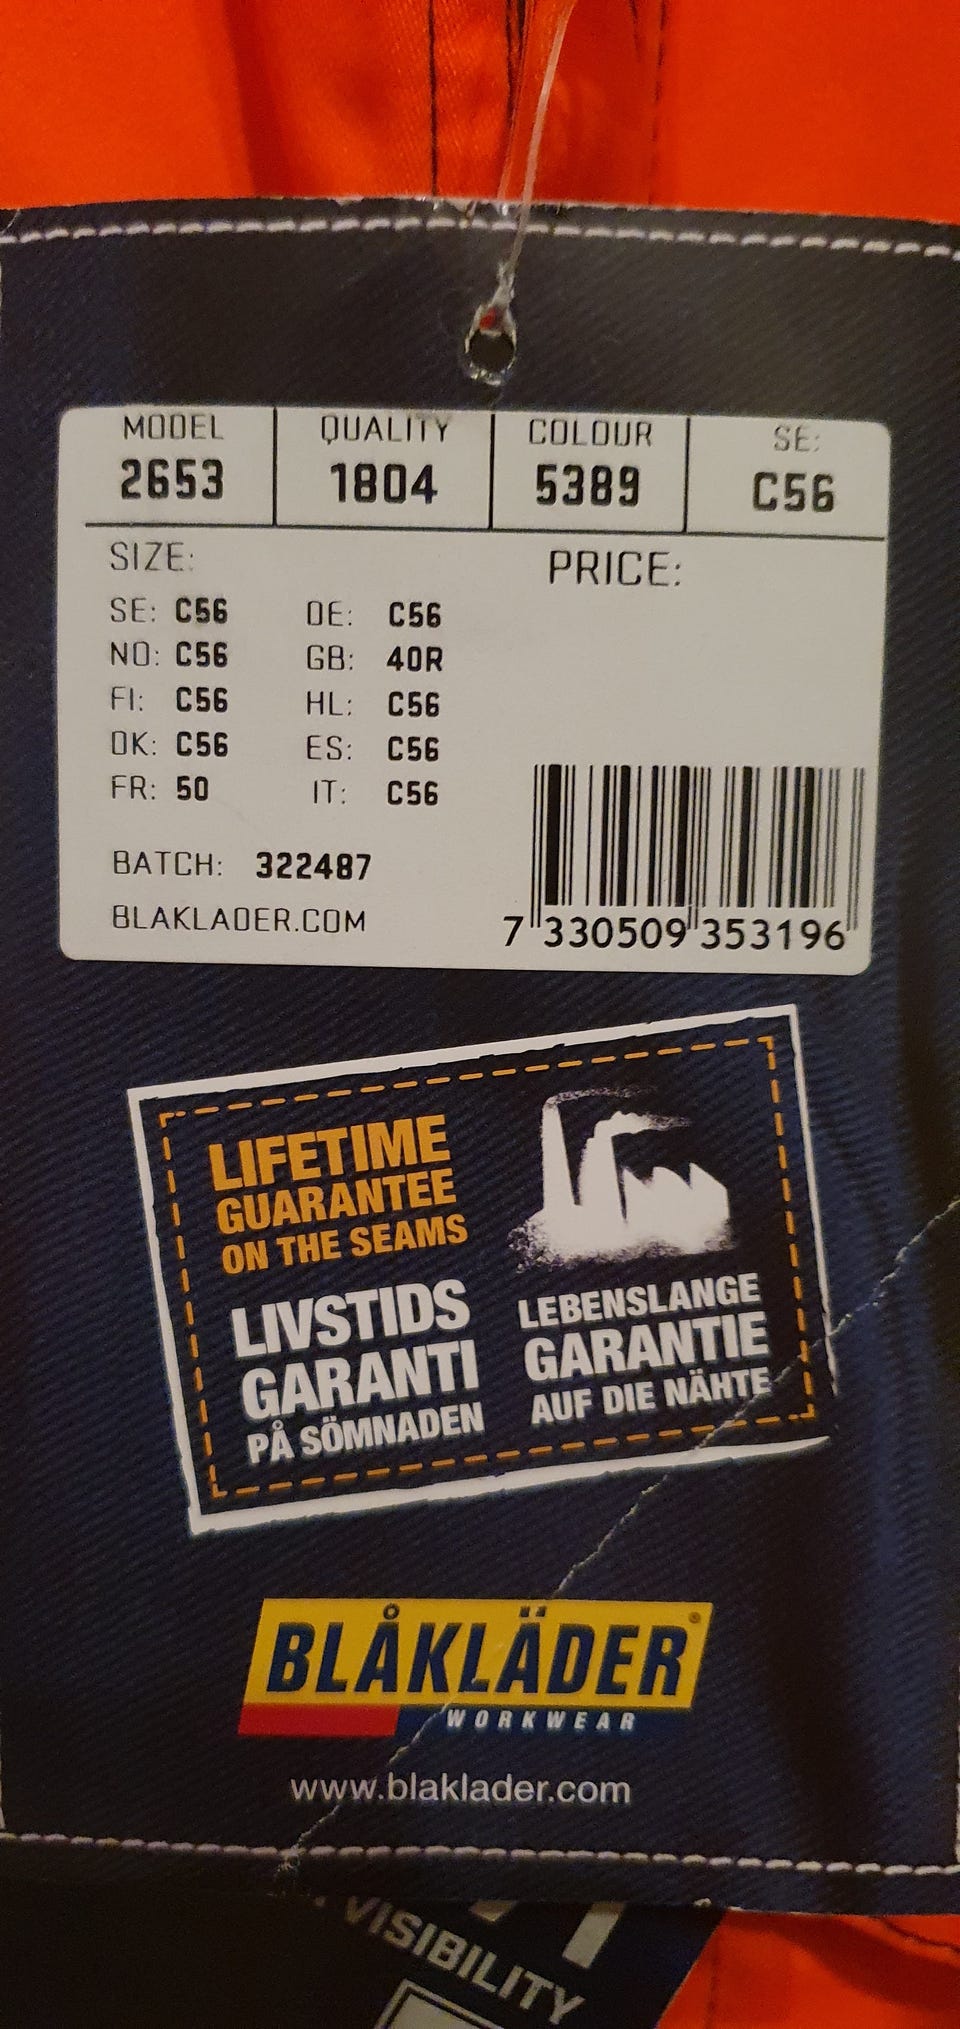 MODEL QUALITY COLOUR SE:
2653 1804 5389 C56
SIZE: PRICE:
SE: C56 DE: C56
NO: C56 GB: 40R
FI: C56 HL: C56
DK: C56 ES: C56
FR: 50 IT: C56
BATCH: 322487
BLAKLADER.COM
7 330509 353196
LIFETIME
GUARANTEE
ON THE SEAMS
LIVSTIDS
GARANTI
PÅ SÖMNADEN
LEBENSLANGE
GARANTIE
AUF DIE NÄHTE
BLÅKLÄDER®
WORKWEAR
www.blaklader.com
VISIBILITY